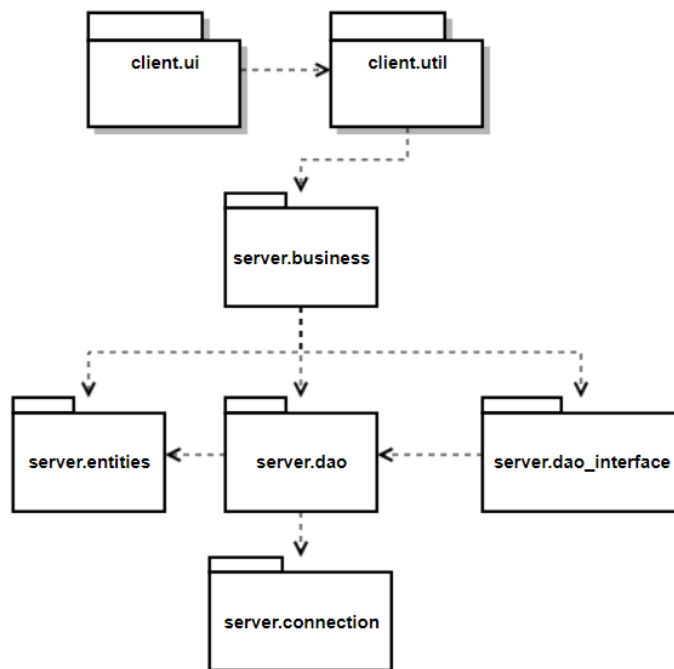 client.ui
client.util
server.business
server.entities
server.dao
server.dao_interface
server.connection